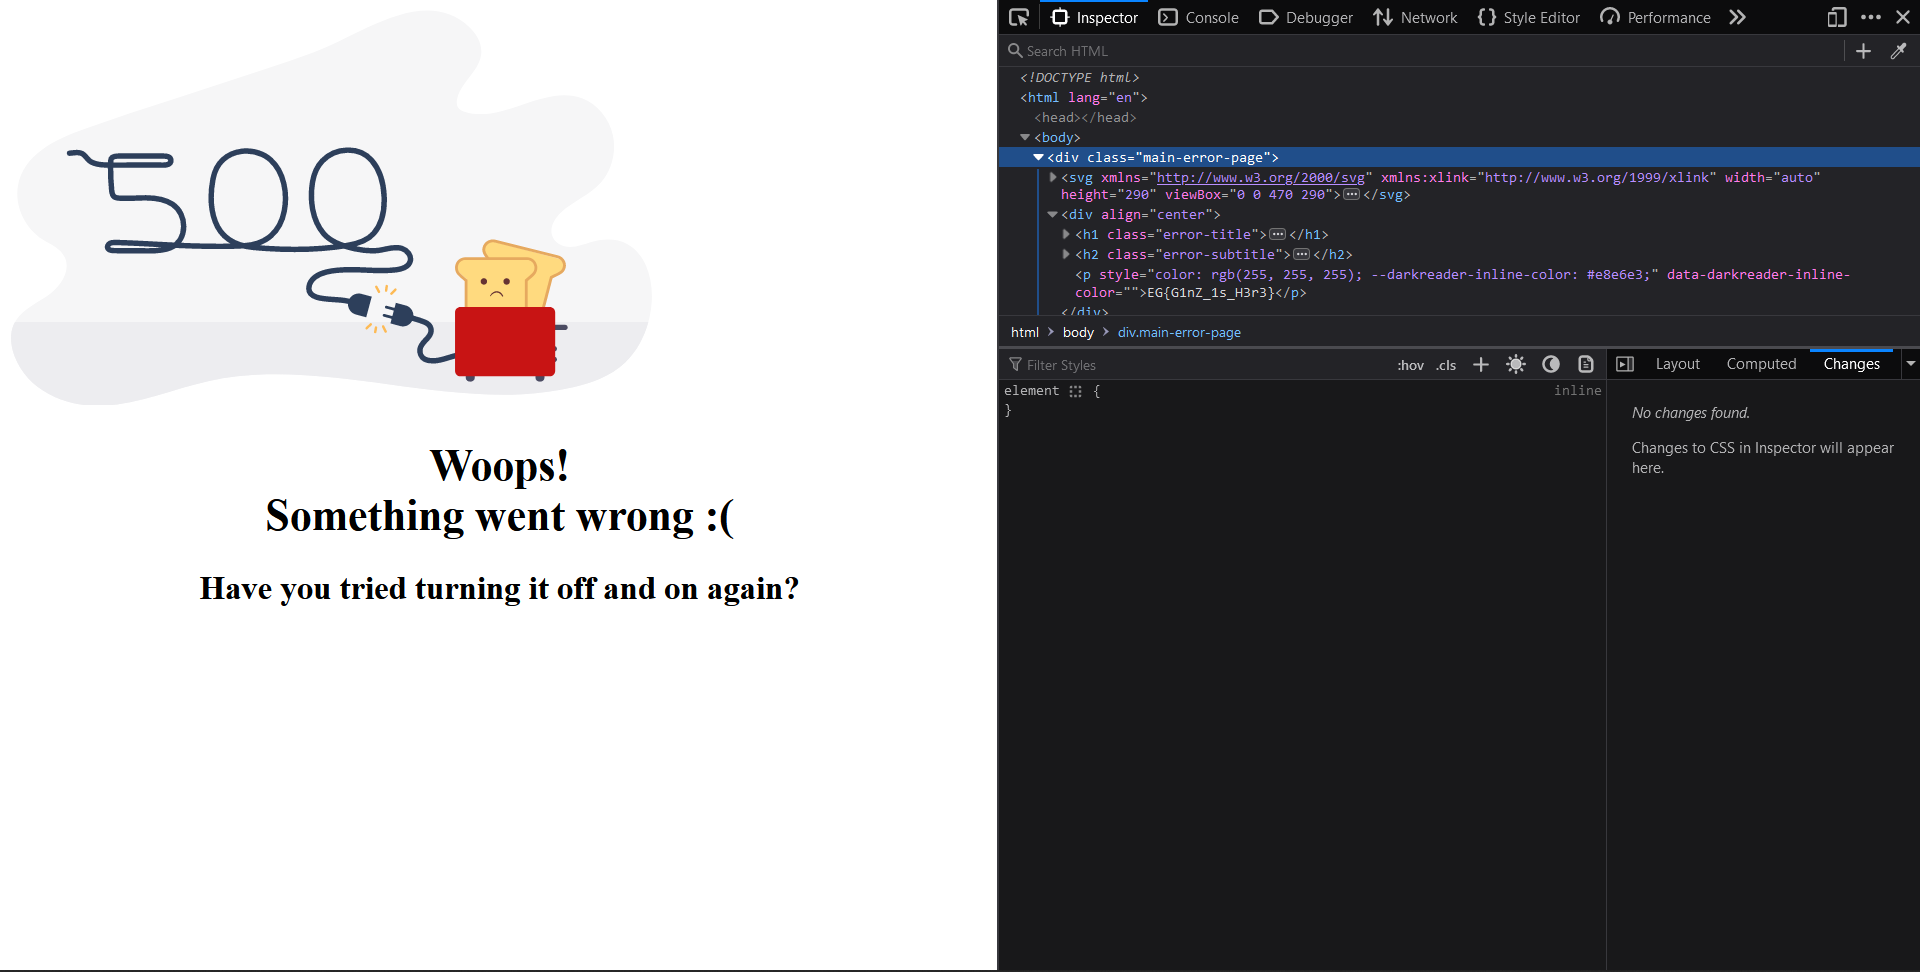 500
Woops!
Something went wrong :(
Have you tried turning it off and on again?
Inspector Console Debugger Network Style Editor Performance
Search HTML
<!DOCTYPE html>
<html lang="en">
<head></head>
<body>
<div class="main-error-page">
<svg xmlns="http://www.w3.org/2000/svg" xmlns:xlink="http://www.w3.org/1999/xlink" width="auto"
height="290" viewBox="0 0 470 290"></svg>
<div align="center">
<h1 class="error-title"></h1>
<h2 class="error-subtitle"></h2>
<p style="color: rgb(255, 255, 255); --darkreader-inline-color: #e8e6e3;" data-darkreader-inline-
color="">EG{G1nZ_1s_H3r3}</p>
</div>
html body div.main-error-page
Filter Styles :hov .cls Layout Computed Changes
element { inline
}
No changes found.
Changes to CSS in Inspector will appear
here.